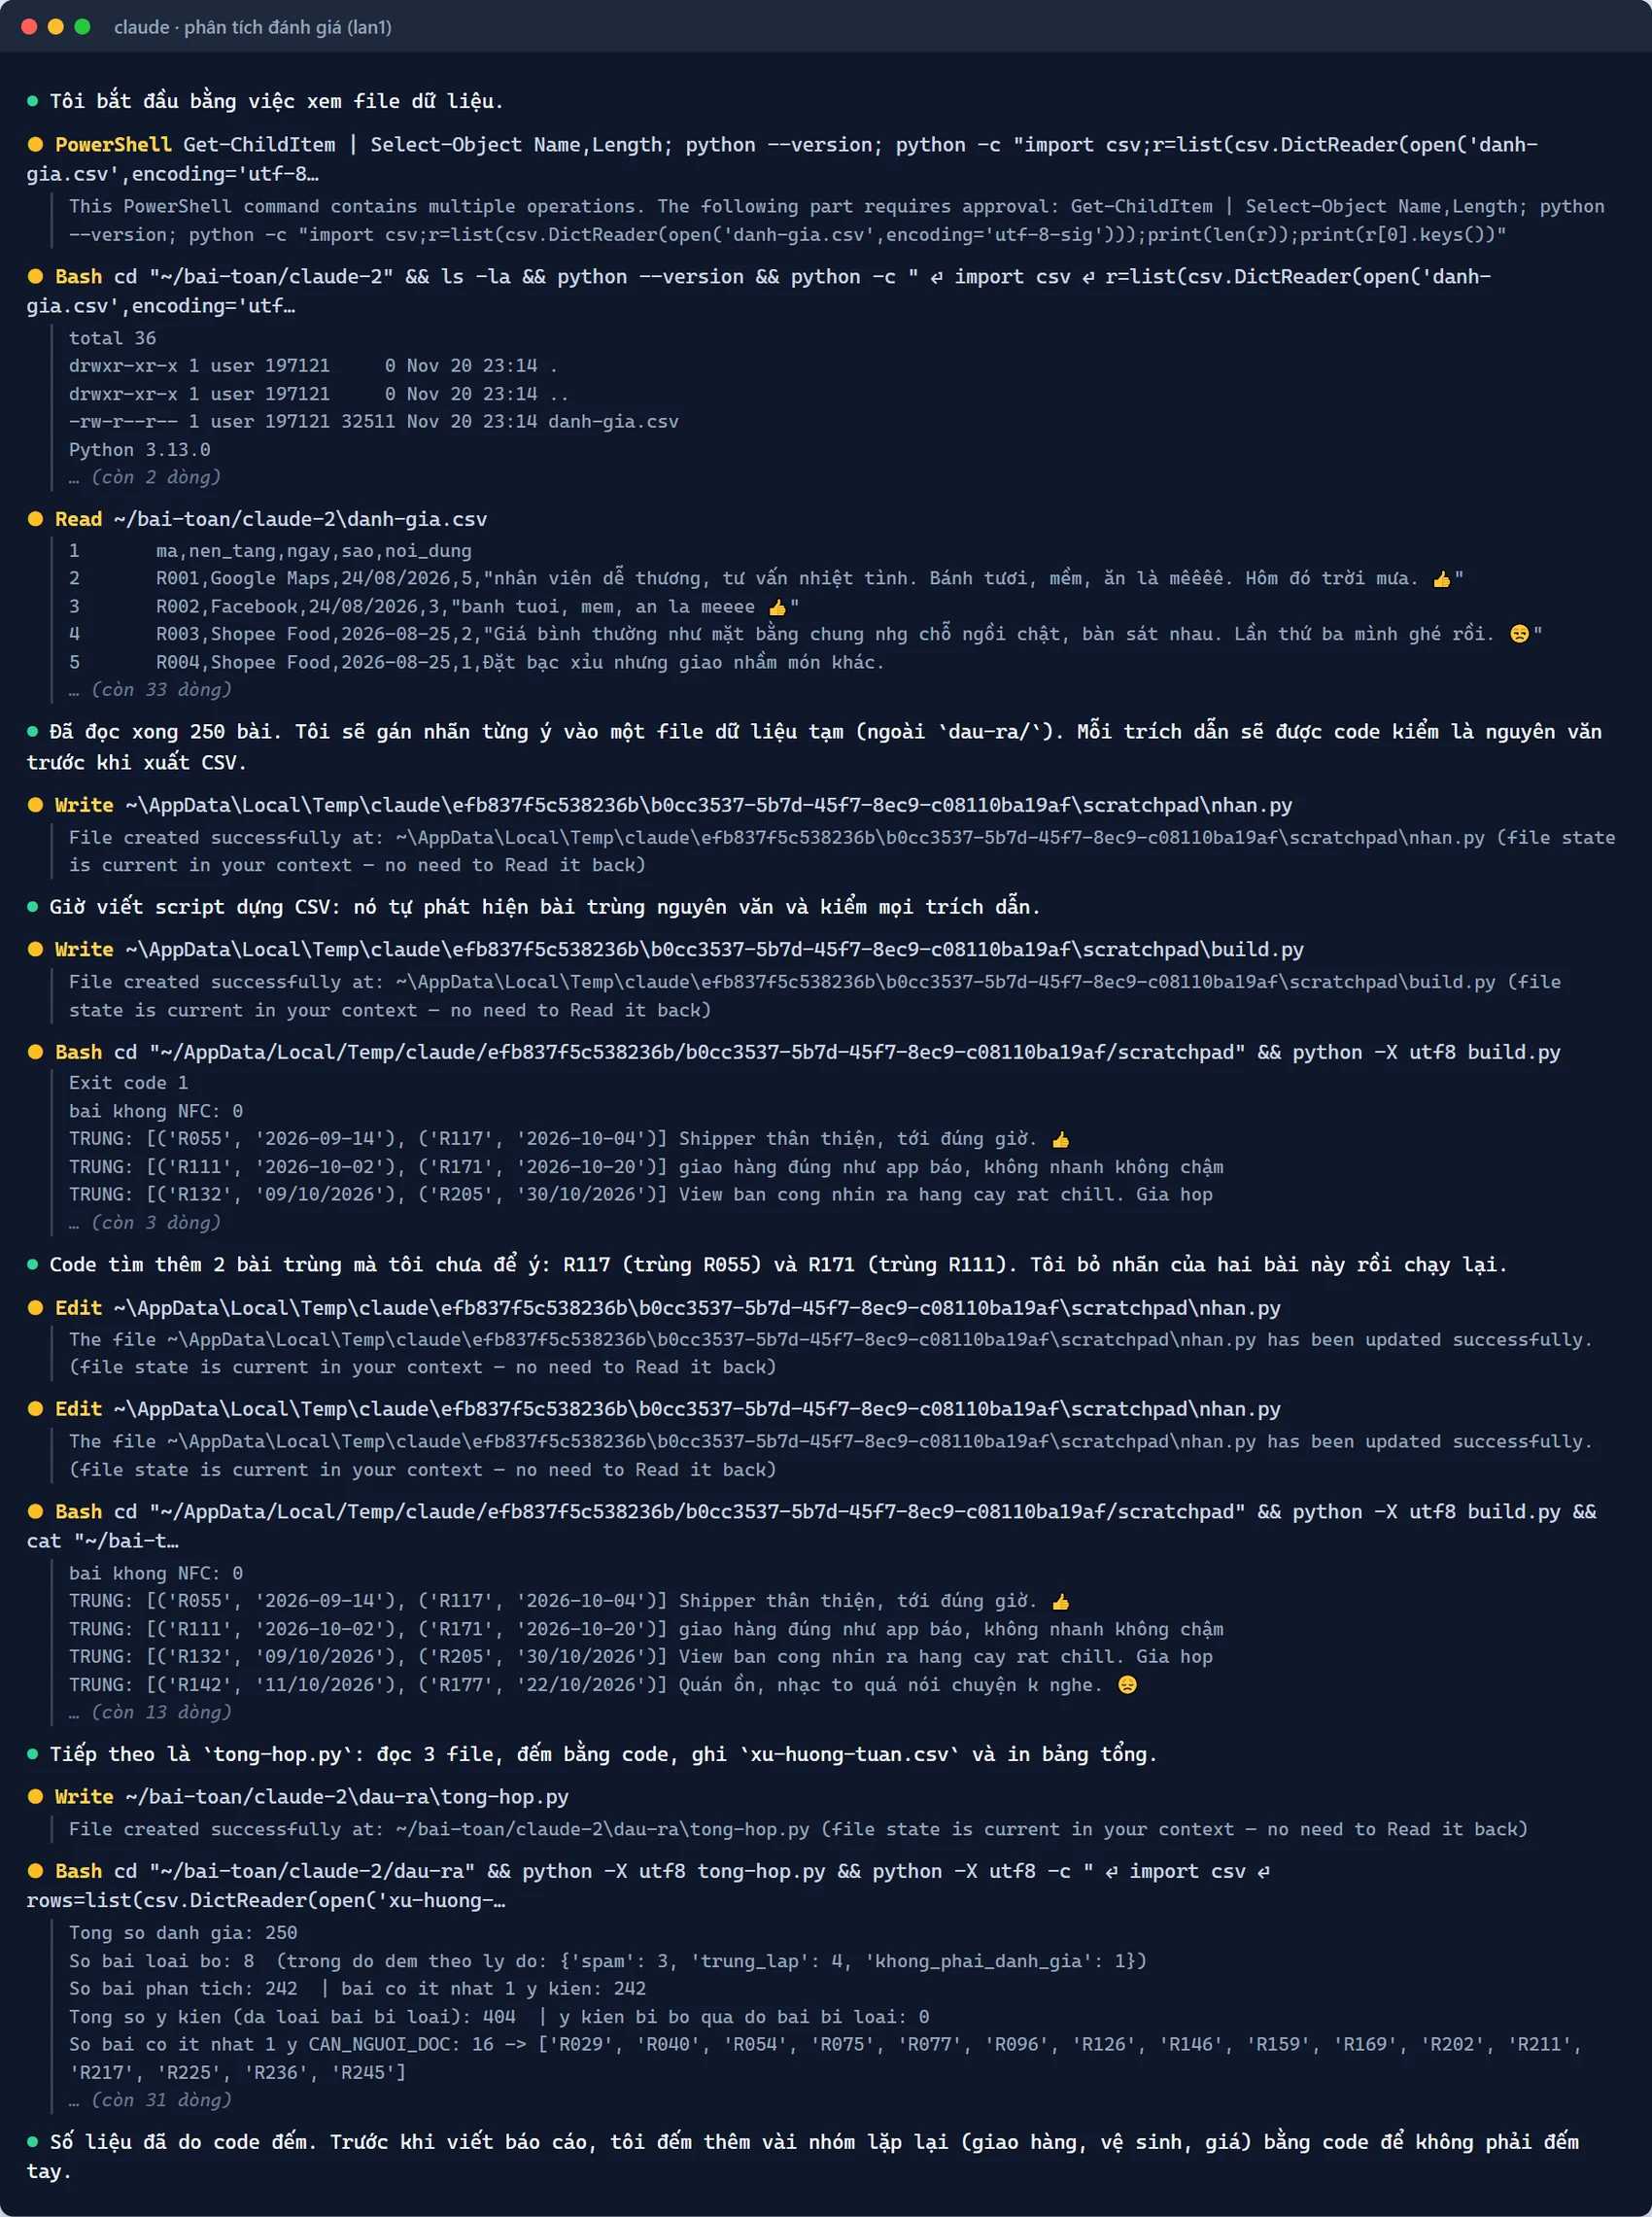 claude · phân tích đánh giá (lan1)
Tôi bắt đầu bằng việc xem file dữ liệu.
PowerShell Get-ChildItem | Select-Object Name,Length; python --version; python -c "import csv;r=list(csv.DictReader(open('danh-
gia.csv',encoding='utf-8…
This PowerShell command contains multiple operations. The following part requires approval: Get-ChildItem | Select-Object Name,Length; python
--version; python -c "import csv;r=list(csv.DictReader(open('danh-gia.csv',encoding='utf-8-sig')));print(len(r));print(r[0].keys())"
Bash cd "~/bai-toan/claude-2" && ls -la && python --version && python -c " ⏎ import csv ⏎ r=list(csv.DictReader(open('danh-
gia.csv',encoding='utf…
total 36
drwxr-xr-x 1 user 197121     0 Nov 20 23:14 .
drwxr-xr-x 1 user 197121     0 Nov 20 23:14 ..
-rw-r--r-- 1 user 197121 32511 Nov 20 23:14 danh-gia.csv
Python 3.13.0
… (còn 2 dòng)
Read ~/bai-toan/claude-2\danh-gia.csv
1       ma,nen_tang,ngay,sao,noi_dung
2       R001,Google Maps,24/08/2026,5,"nhân viên dễ thương, tư vấn nhiệt tình. Bánh tươi, mềm, ăn là mêêêê. Hôm đó trời mưa. 👍"
3       R002,Facebook,24/08/2026,3,"banh tuoi, mem, an la meeee 👍"
4       R003,Shopee Food,2026-08-25,2,"Giá bình thường như mặt bằng chung nhg chỗ ngồi chật, bàn sát nhau. Lần thứ ba mình ghé rồi. 😞"
5       R004,Shopee Food,2026-08-25,1,Đặt bạc xỉu nhưng giao nhầm món khác.
… (còn 33 dòng)
Đã đọc xong 250 bài. Tôi sẽ gán nhãn từng ý vào một file dữ liệu tạm (ngoài `dau-ra/`). Mỗi trích dẫn sẽ được code kiểm là nguyên văn
trước khi xuất CSV.
Write ~\AppData\Local\Temp\claude\efb837f5c538236b\b0cc3537-5b7d-45f7-8ec9-c08110ba19af\scratchpad\nhan.py
File created successfully at: ~\AppData\Local\Temp\claude\efb837f5c538236b\b0cc3537-5b7d-45f7-8ec9-c08110ba19af\scratchpad\nhan.py (file state
is current in your context — no need to Read it back)
Giờ viết script dựng CSV: nó tự phát hiện bài trùng nguyên văn và kiểm mọi trích dẫn.
Write ~\AppData\Local\Temp\claude\efb837f5c538236b\b0cc3537-5b7d-45f7-8ec9-c08110ba19af\scratchpad\build.py
File created successfully at: ~\AppData\Local\Temp\claude\efb837f5c538236b\b0cc3537-5b7d-45f7-8ec9-c08110ba19af\scratchpad\build.py (file
state is current in your context — no need to Read it back)
Bash cd "~/AppData/Local/Temp/claude/efb837f5c538236b/b0cc3537-5b7d-45f7-8ec9-c08110ba19af/scratchpad" && python -X utf8 build.py
Exit code 1
bai khong NFC: 0
TRUNG: [('R055', '2026-09-14'), ('R117', '2026-10-04')] Shipper thân thiện, tới đúng giờ. 👍
TRUNG: [('R111', '2026-10-02'), ('R171', '2026-10-20')] giao hàng đúng như app báo, không nhanh không chậm
TRUNG: [('R132', '09/10/2026'), ('R205', '30/10/2026')] View ban cong nhin ra hang cay rat chill. Gia hop
… (còn 3 dòng)
Code tìm thêm 2 bài trùng mà tôi chưa để ý: R117 (trùng R055) và R171 (trùng R111). Tôi bỏ nhãn của hai bài này rồi chạy lại.
Edit ~\AppData\Local\Temp\claude\efb837f5c538236b\b0cc3537-5b7d-45f7-8ec9-c08110ba19af\scratchpad\nhan.py
The file ~\AppData\Local\Temp\claude\efb837f5c538236b\b0cc3537-5b7d-45f7-8ec9-c08110ba19af\scratchpad\nhan.py has been updated successfully.
(file state is current in your context — no need to Read it back)
Edit ~\AppData\Local\Temp\claude\efb837f5c538236b\b0cc3537-5b7d-45f7-8ec9-c08110ba19af\scratchpad\nhan.py
The file ~\AppData\Local\Temp\claude\efb837f5c538236b\b0cc3537-5b7d-45f7-8ec9-c08110ba19af\scratchpad\nhan.py has been updated successfully.
(file state is current in your context — no need to Read it back)
Bash cd "~/AppData/Local/Temp/claude/efb837f5c538236b/b0cc3537-5b7d-45f7-8ec9-c08110ba19af/scratchpad" && python -X utf8 build.py &&
cat "~/bai-t…
bai khong NFC: 0
TRUNG: [('R055', '2026-09-14'), ('R117', '2026-10-04')] Shipper thân thiện, tới đúng giờ. 👍
TRUNG: [('R111', '2026-10-02'), ('R171', '2026-10-20')] giao hàng đúng như app báo, không nhanh không chậm
TRUNG: [('R132', '09/10/2026'), ('R205', '30/10/2026')] View ban cong nhin ra hang cay rat chill. Gia hop
TRUNG: [('R142', '11/10/2026'), ('R177', '22/10/2026')] Quán ồn, nhạc to quá nói chuyện k nghe. 😞
… (còn 13 dòng)
Tiếp theo là `tong-hop.py`: đọc 3 file, đếm bằng code, ghi `xu-huong-tuan.csv` và in bảng tổng.
Write ~/bai-toan/claude-2\dau-ra\tong-hop.py
File created successfully at: ~/bai-toan/claude-2\dau-ra\tong-hop.py (file state is current in your context — no need to Read it back)
Bash cd "~/bai-toan/claude-2/dau-ra" && python -X utf8 tong-hop.py && python -X utf8 -c " ⏎ import csv ⏎
rows=list(csv.DictReader(open('xu-huong-…
Tong so danh gia: 250
So bai loai bo: 8  (trong do dem theo ly do: {'spam': 3, 'trung_lap': 4, 'khong_phai_danh_gia': 1})
So bai phan tich: 242  | bai co it nhat 1 y kien: 242
Tong so y kien (da loai bai bi loai): 404  | y kien bi bo qua do bai bi loai: 0
So bai co it nhat 1 y CAN_NGUOI_DOC: 16 -> ['R029', 'R040', 'R054', 'R075', 'R077', 'R096', 'R126', 'R146', 'R159', 'R169', 'R202', 'R211',
'R217', 'R225', 'R236', 'R245']
… (còn 31 dòng)
Số liệu đã do code đếm. Trước khi viết báo cáo, tôi đếm thêm vài nhóm lặp lại (giao hàng, vệ sinh, giá) bằng code để không phải đếm
tay.